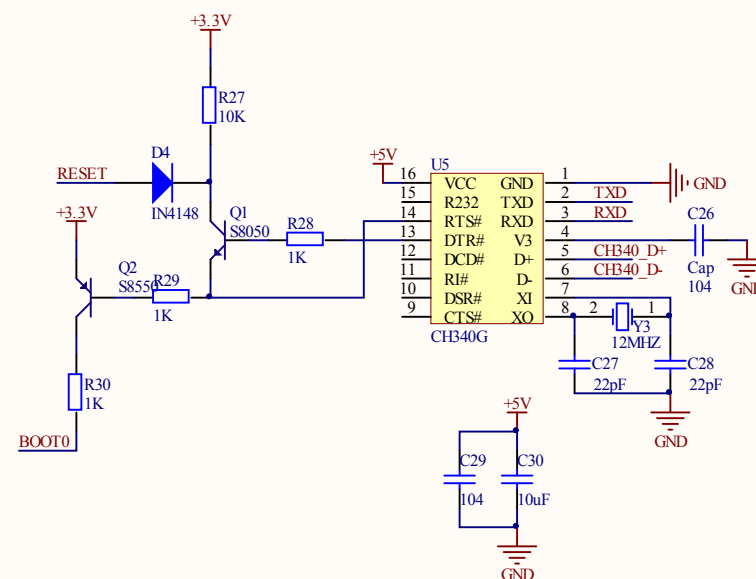 +3.3V
R27
10K
D4
RESET
IN4148
+3.3V
Q1
S8050
R28
1K
Q2
S8550
R29
1K
R30
1K
BOOT0
+5V
U5
16 VCC GND 1
15 R232 TXD 2 TXD
14 RTS# RXD 3 RXD
13 DTR# V3 4
12 DCD# D+ 5 CH340_D+
11 RI# D- 6 CH340_D-
10 DSR# XI 7
9 CTS# XO 8
CH340G
GND
C26
Cap
104
GND
2 1
Y3
12MHZ
C27
22pF
C28
22pF
GND
+5V
C29
104
C30
10uF
GND